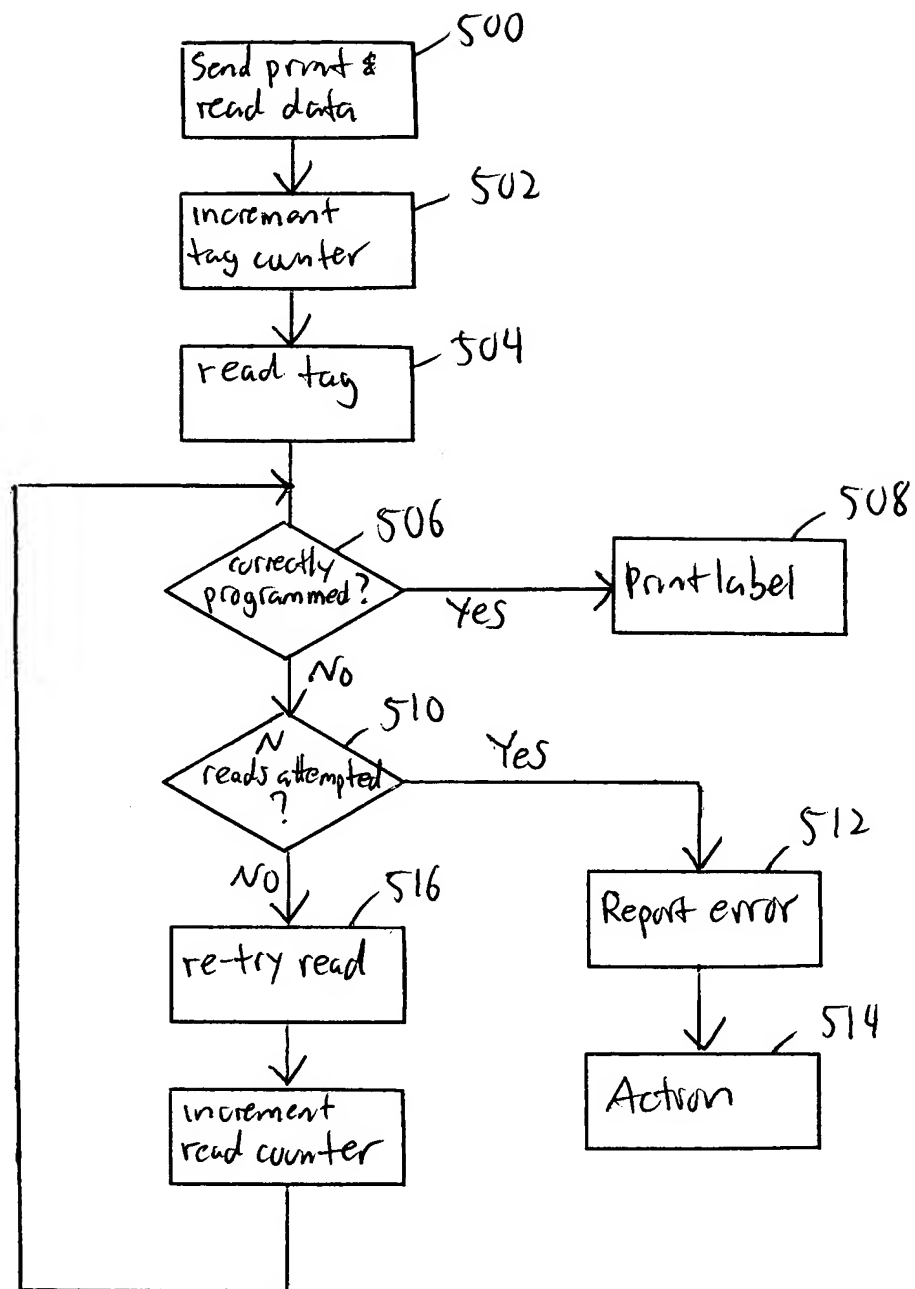 500
Send print &
read data
502
increment
tag counter
504
read tag
506
correctly
programmed?
Yes
508
Print label
No
510
N
reads attempted
?
Yes
512
Report error
514
Action
No
516
re-try read
increment
read counter